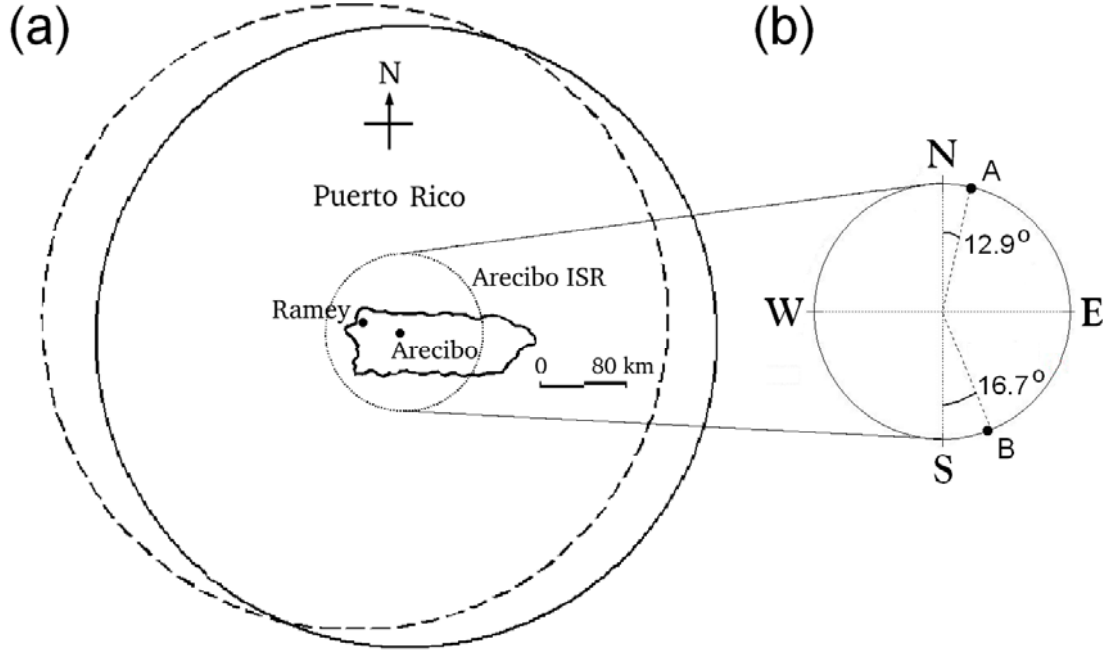 (a)
N
Puerto Rico
Arecibo ISR
Ramey
Arecibo
0 80 km
(b)
N
A
12.9°
W
E
16.7°
B
S